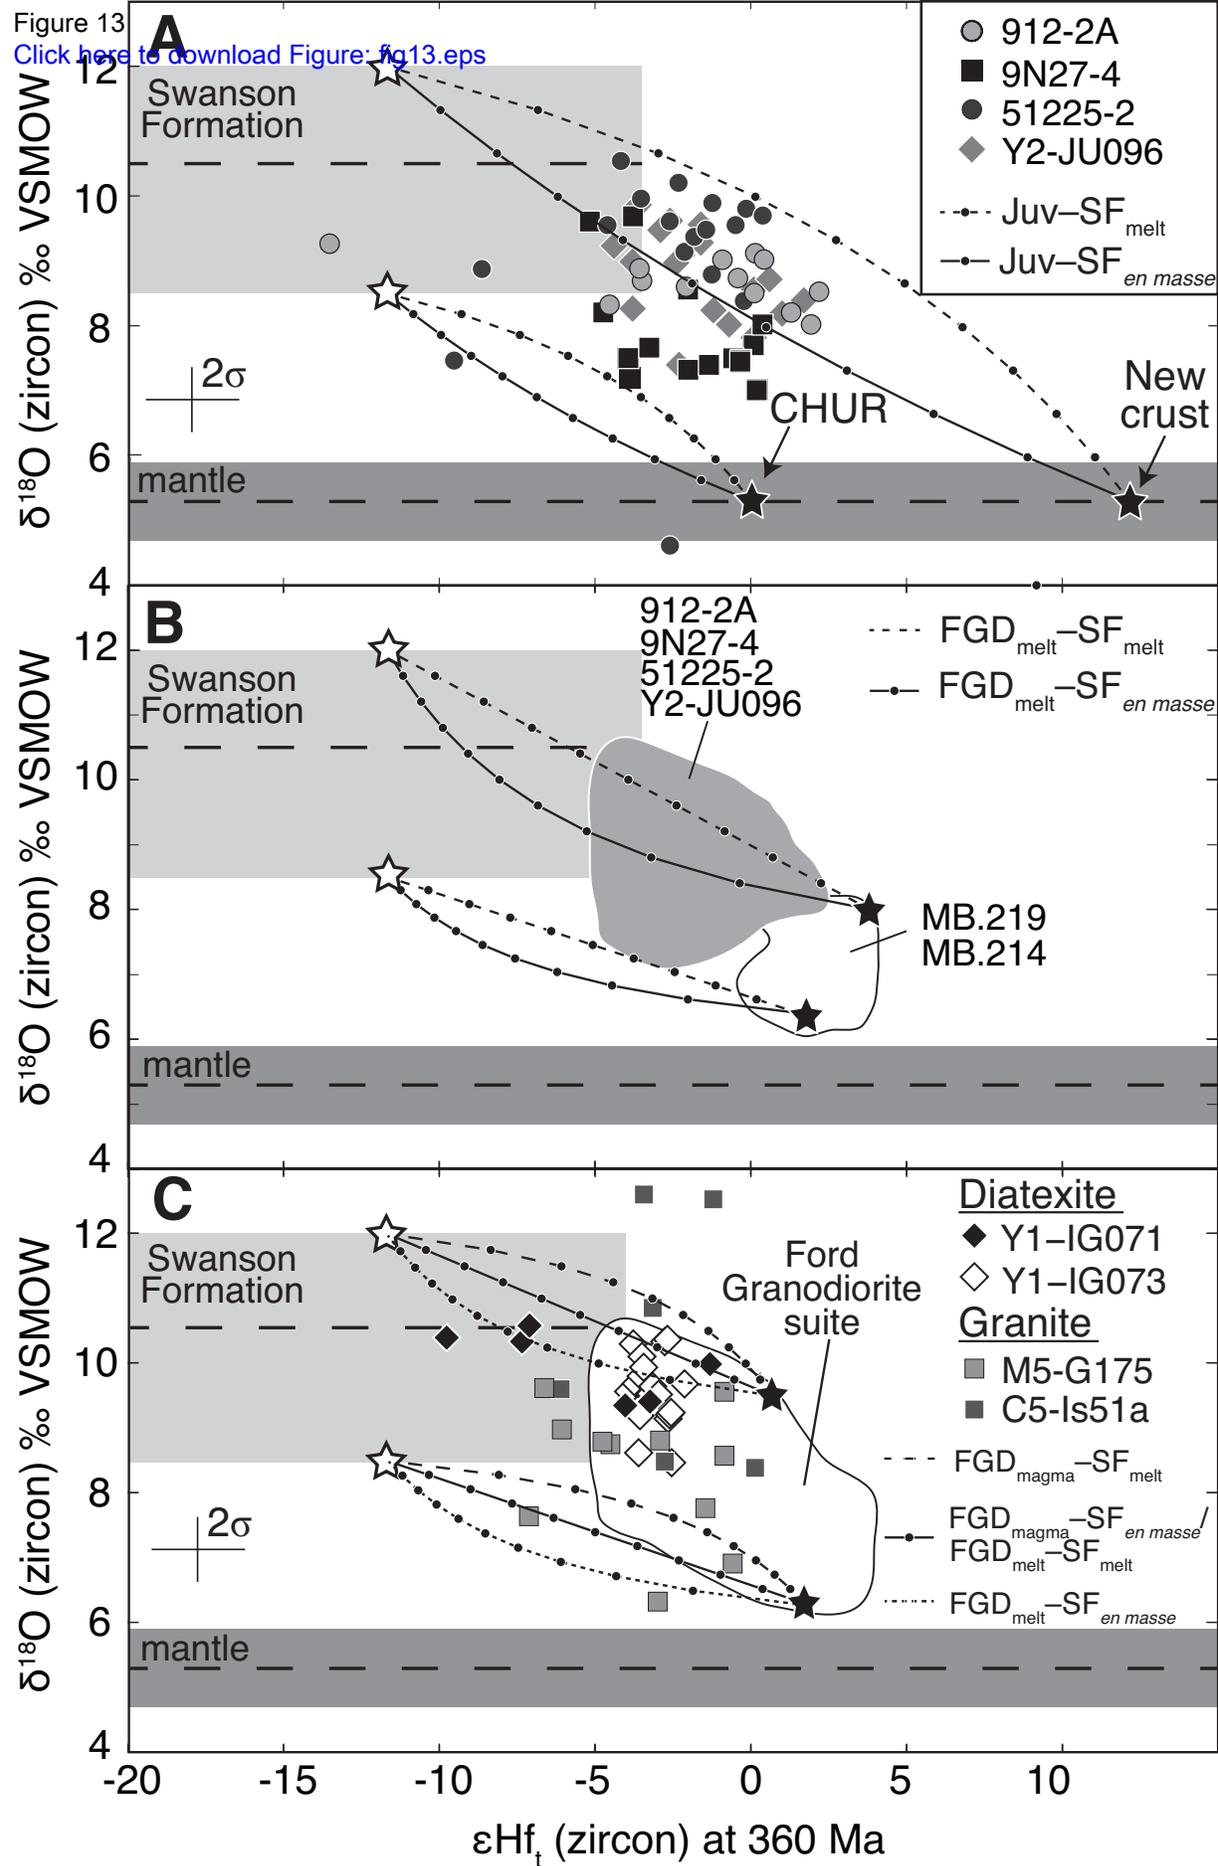 Figure 13
Click here to download Figure: fig13.eps
A
912-2A
9N27-4
51225-2
Y2-JU096
Juv–SFmelt
Juv–SFen masse
Swanson
Formation
2σ
CHUR
New
crust
mantle
12
10
8
6
4
δ18O (zircon) ‰ VSMOW
B
912-2A
9N27-4
51225-2
Y2-JU096
FGDmelt–SFmelt
FGDmelt–SFen masse
Swanson
Formation
MB.219
MB.214
mantle
12
10
8
6
4
δ18O (zircon) ‰ VSMOW
C
Diatexite
Y1–IG071
Y1–IG073
Granite
M5-G175
C5-Is51a
FGDmagma–SFmelt
FGDmagma–SFen masse/
FGDmelt–SFmelt
FGDmelt–SFen masse
Swanson
Formation
Ford
Granodiorite
suite
2σ
mantle
12
10
8
6
4
δ18O (zircon) ‰ VSMOW
-20 -15 -10 -5 0 5 10
εHft (zircon) at 360 Ma